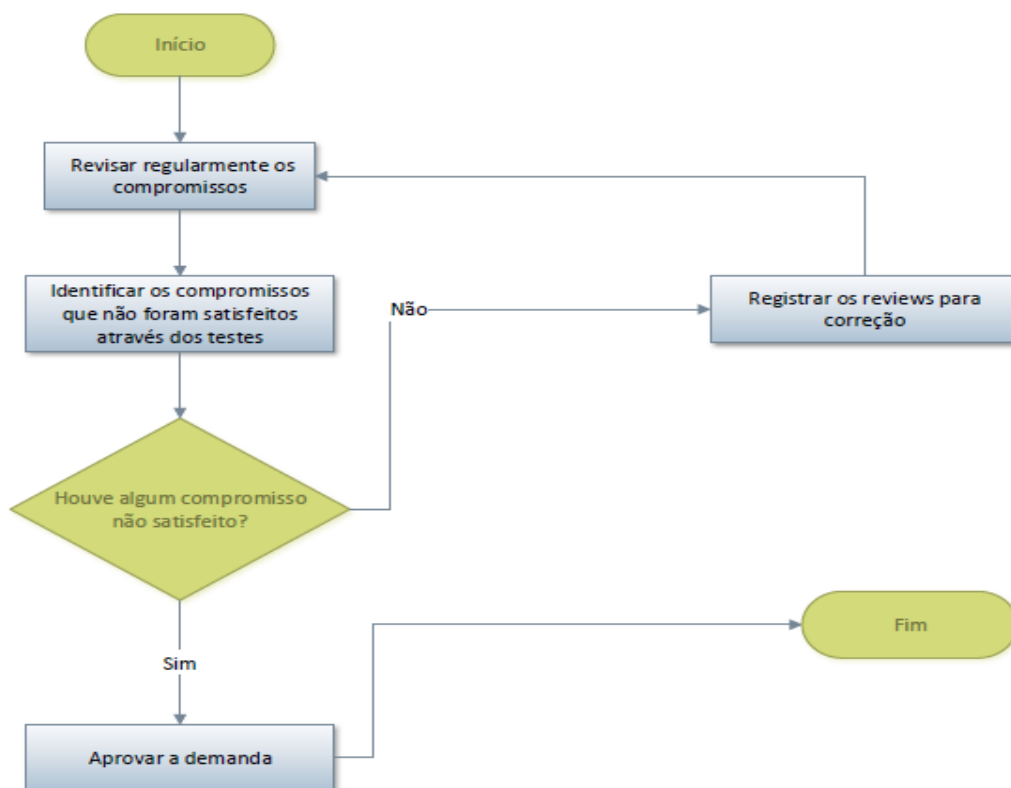 Início
Revisar regularmente os
compromissos
Identificar os compromissos
que não foram satisfeitos
através dos testes
Não
Registrar os reviews para
correção
Houve algum compromisso
não satisfeito?
Fim
Sim
Aprovar a demanda